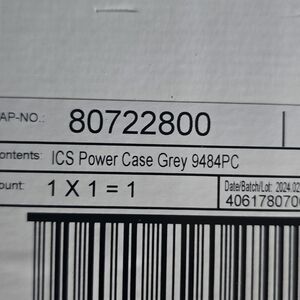 AP-NO.: 80722800
ontents: ICS Power Case Grey 9484PC
ount: 1 X 1 = 1
Date/Batch/Lot: 2024.02
4061780700